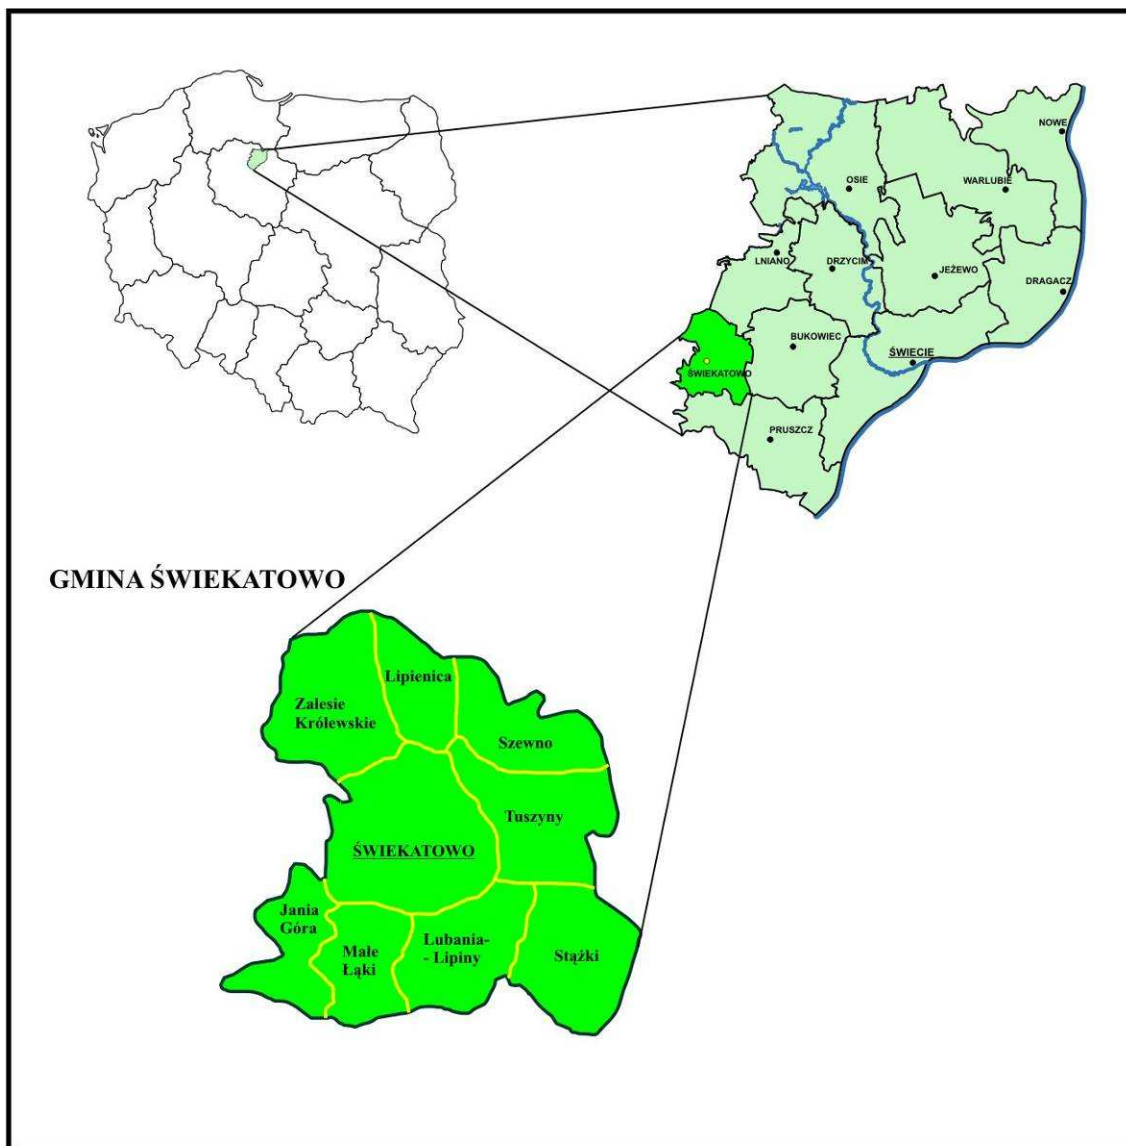 NOWE
OSIE
WARLUBIE
LNIANO
DRZYCIM
JEŻEWO
DRAGACZ
BUKOWIEC
ŚWIECIE
ŚWIEKATOWO
PRUSZCZ
GMINA ŚWIEKATOWO
Lipienica
Zalesie
Królewskie
Szewno
Tuszyny
ŚWIEKATOWO
Jania
Góra
Małe
Łąki
Łubania-
- Lipiny
Stążki